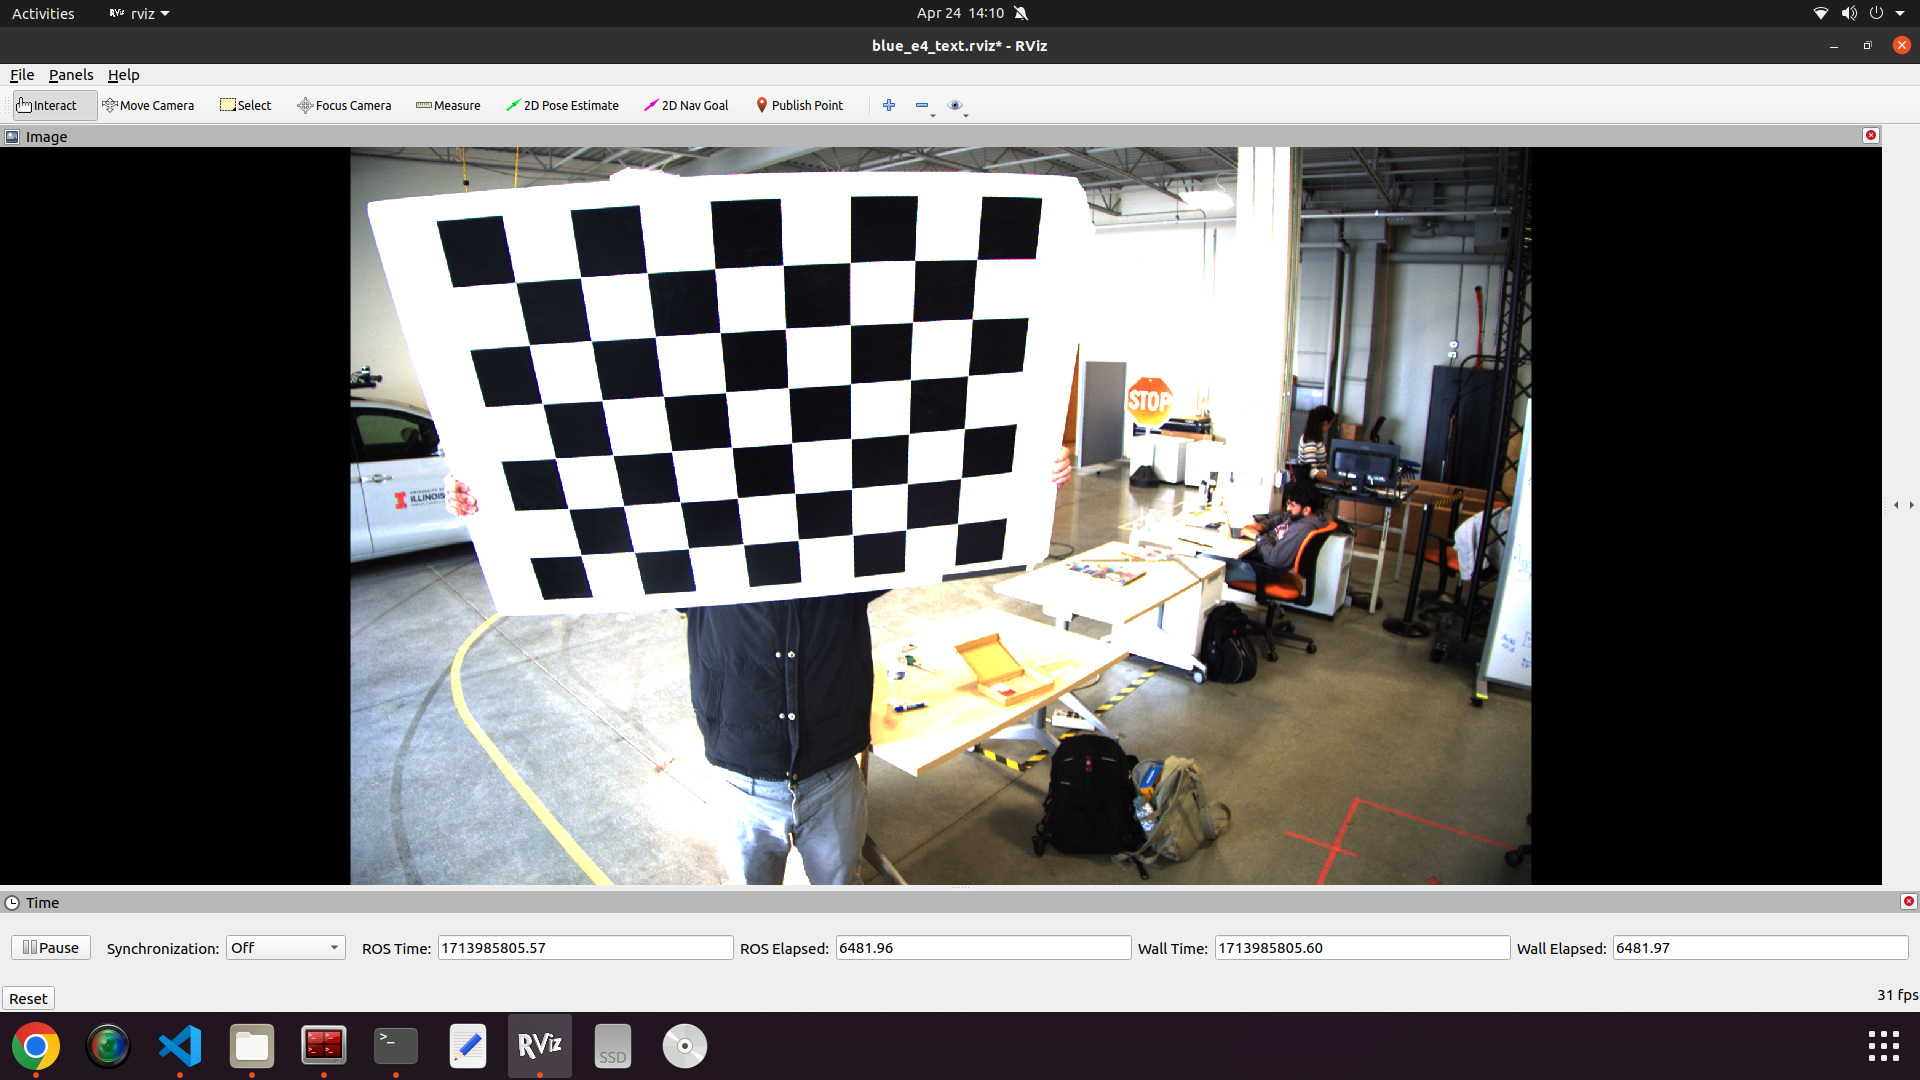 Activities
RViz rviz
Apr 24 14:10
blue_e4_text.rviz* - RViz
File Panels Help
Interact Move Camera Select Focus Camera Measure 2D Pose Estimate 2D Nav Goal Publish Point
Image
STOP
ILLINOIS
Time
Pause Synchronization: Off ROS Time: 1713985805.57 ROS Elapsed: 6481.96 Wall Time: 1713985805.60 Wall Elapsed: 6481.97
Reset
31 fps
>_ RViz SSD